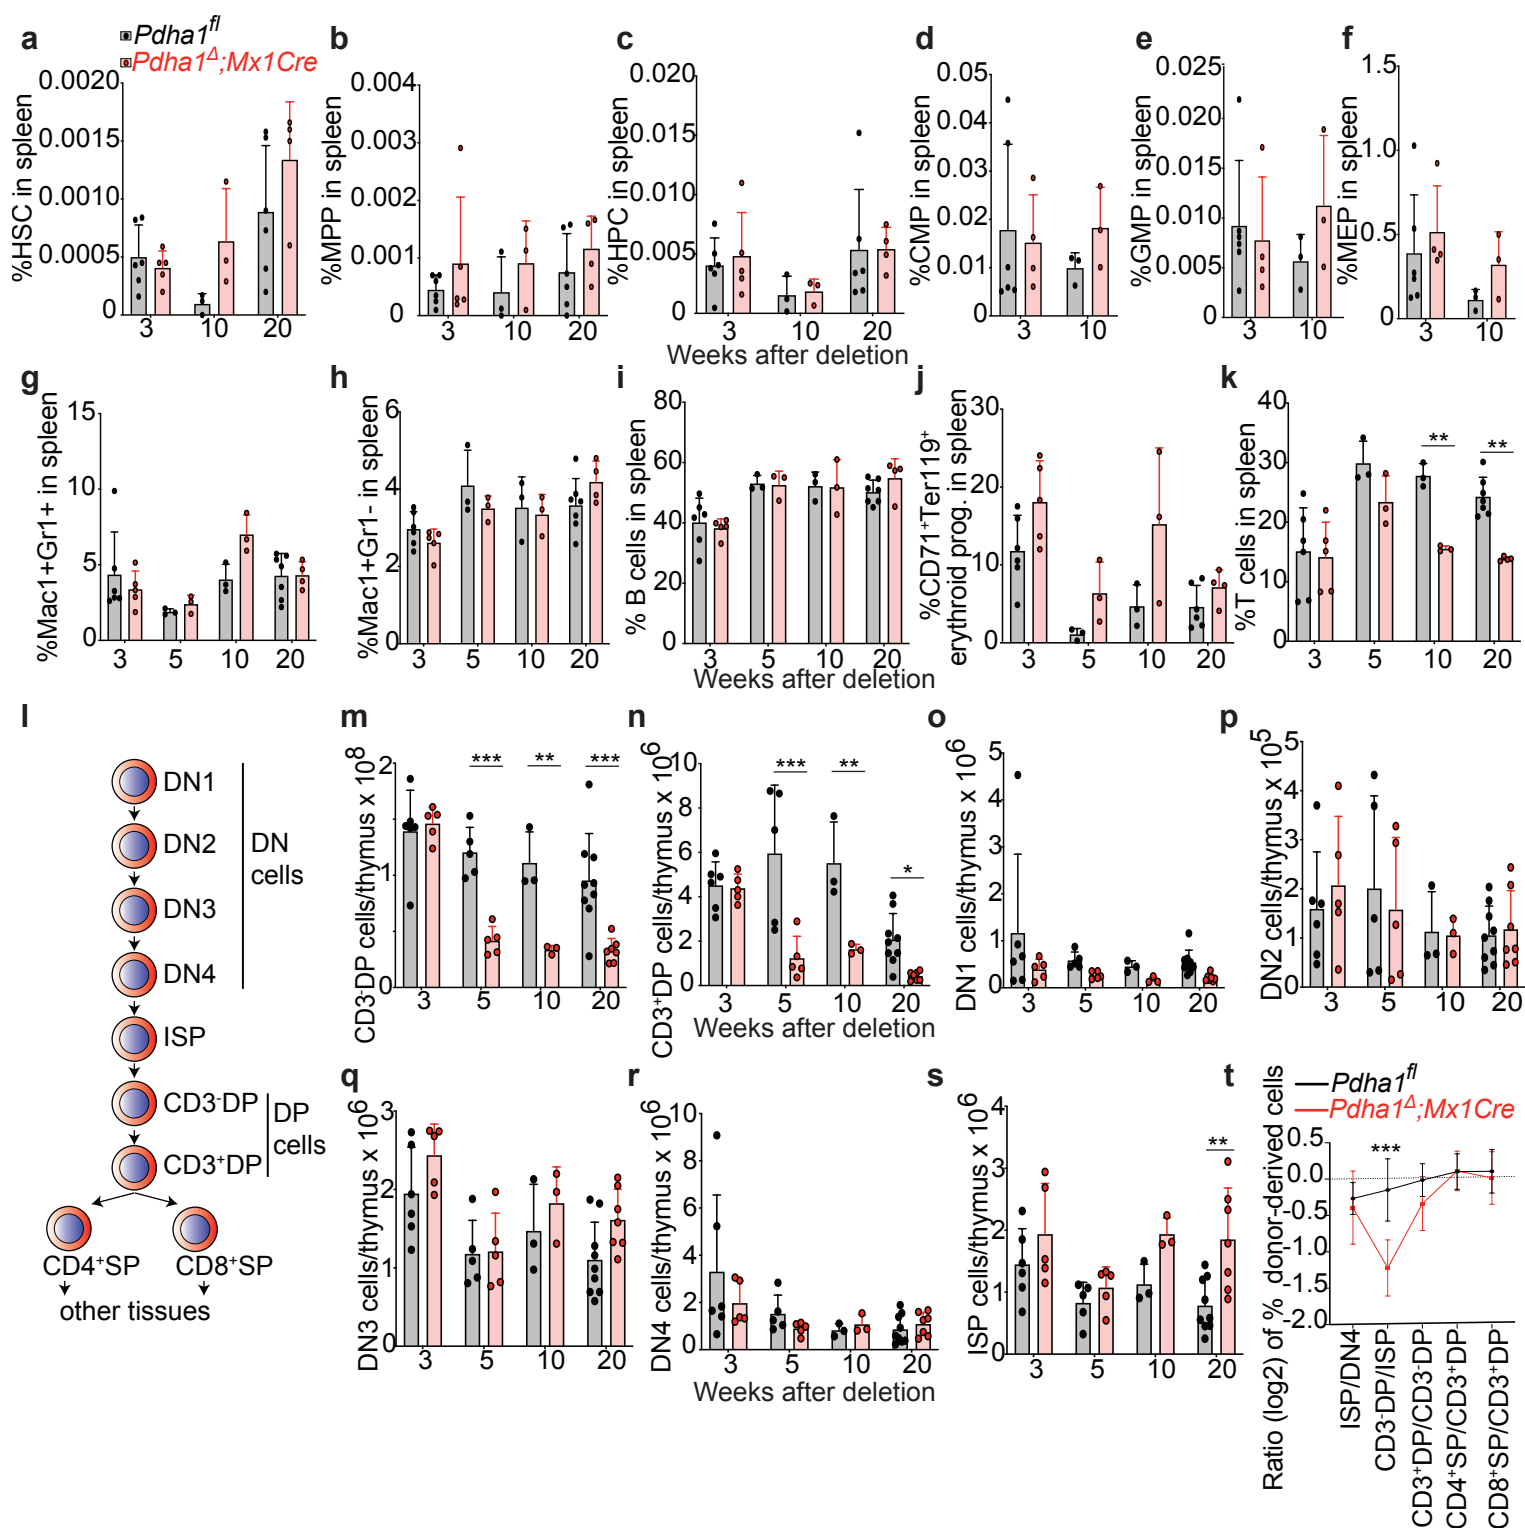 a
Pdha1fl
Pdha1Δ;Mx1Cre
%HSC in spleen
0.0020
0.0015
0.0010
0.0005
0
3 10 20
b
%MPP in spleen
0.004
0.003
0.002
0.001
0
3 10 20
c
%HPC in spleen
0.020
0.015
0.010
0.005
0
3 10 20
Weeks after deletion
d
%CMP in spleen
0.05
0.04
0.03
0.02
0.01
0
3 10
e
%GMP in spleen
0.025
0.020
0.015
0.010
0.005
0
3 10
f
%MEP in spleen
1.5
1.0
0.5
0
3 10
g
%Mac1+Gr1+ in spleen
15
10
5
0
3 5 10 20
h
%Mac1+Gr1- in spleen
6
4
2
0
3 5 10 20
i
% B cells in spleen
80
60
40
20
0
3 5 10 20
Weeks after deletion
j
%CD71+Ter119+
erythroid prog. in spleen
30
20
10
0
3 5 10 20
k
%T cells in spleen
40
30
20
10
0
** **
3 5 10 20
l
DN1
DN2
DN3
DN4
DN
cells
ISP
CD3-DP
CD3+DP
DP
cells
CD4+SP CD8+SP
other tissues
m
CD3-DP cells/thymus x 10^8
2
1
0
*** ** ***
3 5 10 20
n
CD3+DP cells/thymus x 10^6
10
8
6
4
2
0
*** ** *
3 5 10 20
Weeks after deletion
o
DN1 cells/thymus x 10^6
5
4
3
2
1
0
3 5 10 20
p
DN2 cells/thymus x 10^5
5
4
3
2
1
0
3 5 10 20
q
DN3 cells/thymus x 10^6
3
2
1
0
3 5 10 20
r
DN4 cells/thymus x 10^6
10
8
6
4
2
0
3 5 10 20
Weeks after deletion
s
ISP cells/thymus x 10^6
4
3
2
1
0
**
3 5 10 20
t
Pdha1fl
Pdha1Δ;Mx1Cre
Ratio (log2) of % donor-derived cells
0.5
0.0
-0.5
-1.0
-1.5
-2.0
***
ISP/DN4
CD3-DP/ISP
CD3+DP/CD3-DP
CD4+SP/CD3+DP
CD8+SP/CD3+DP